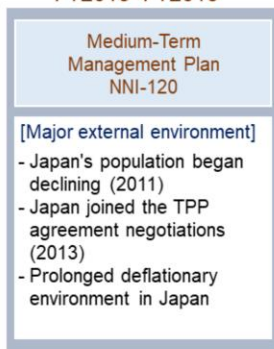 Medium-Term
Management Plan
NNI-120
[Major external environment]
- Japan's population began
declining (2011)
- Japan joined the TPP
agreement negotiations
(2013)
- Prolonged deflationary
environment in Japan